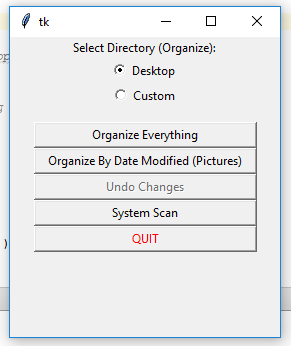 tk
Select Directory (Organize):
Desktop
Custom
Organize Everything
Organize By Date Modified (Pictures)
Undo Changes
System Scan
QUIT
)